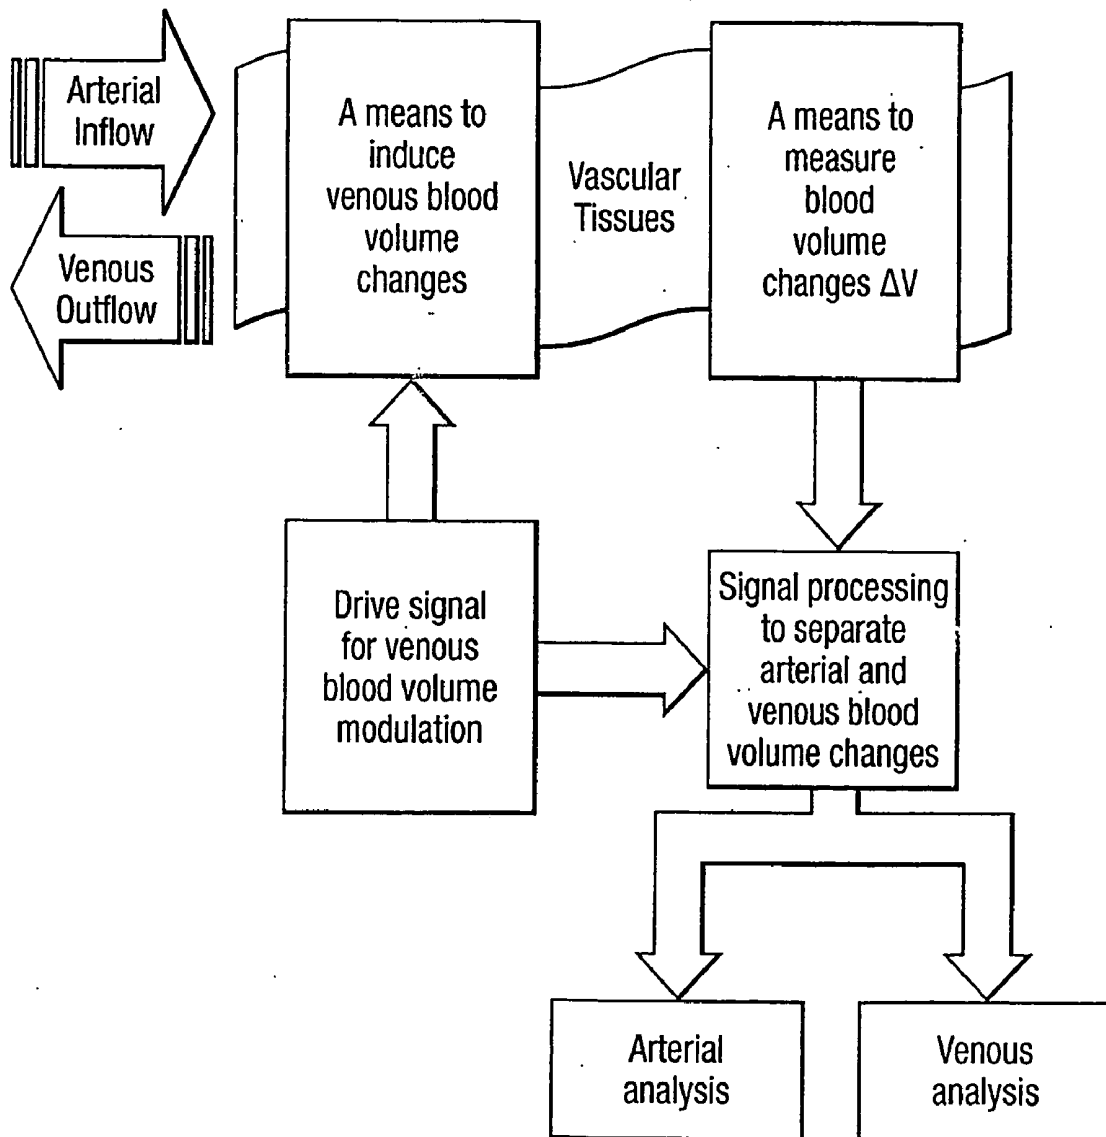 Arterial
Inflow
Venous
Outflow
A means to
induce
venous blood
volume
changes
Vascular
Tissues
A means to
measure
blood
volume
changes ΔV
Drive signal
for venous
blood volume
modulation
Signal processing
to separate
arterial and
venous blood
volume changes
Arterial
analysis
Venous
analysis